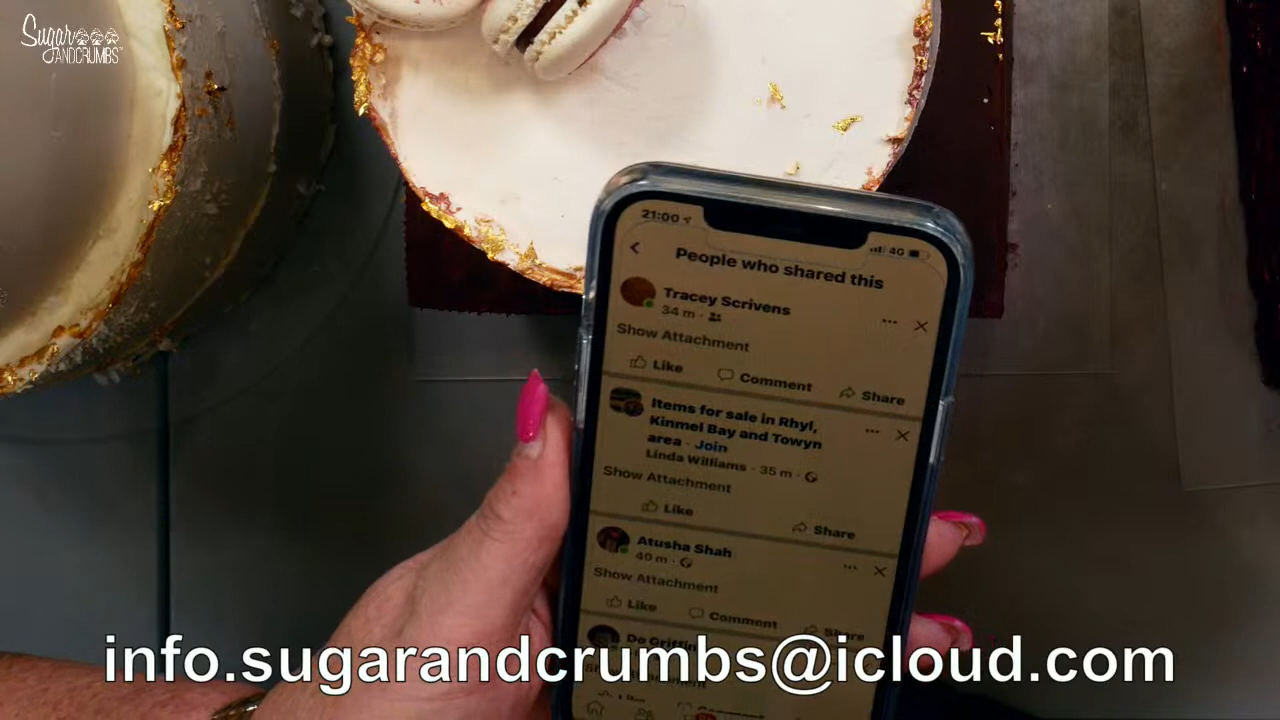 Sugar
ANDCRUMBS
21:00
4G
People who shared this
Tracey Scrivens
34 m
Show Attachment
Like Comment Share
Items for sale in Rhyl,
Kinmel Bay and Towyn
area · Join
Linda Williams · 35 m
Show Attachment
Like Share
Atusha Shah
40 m
Show Attachment
Like Comment Share
info.sugarandcrumbs@icloud.com